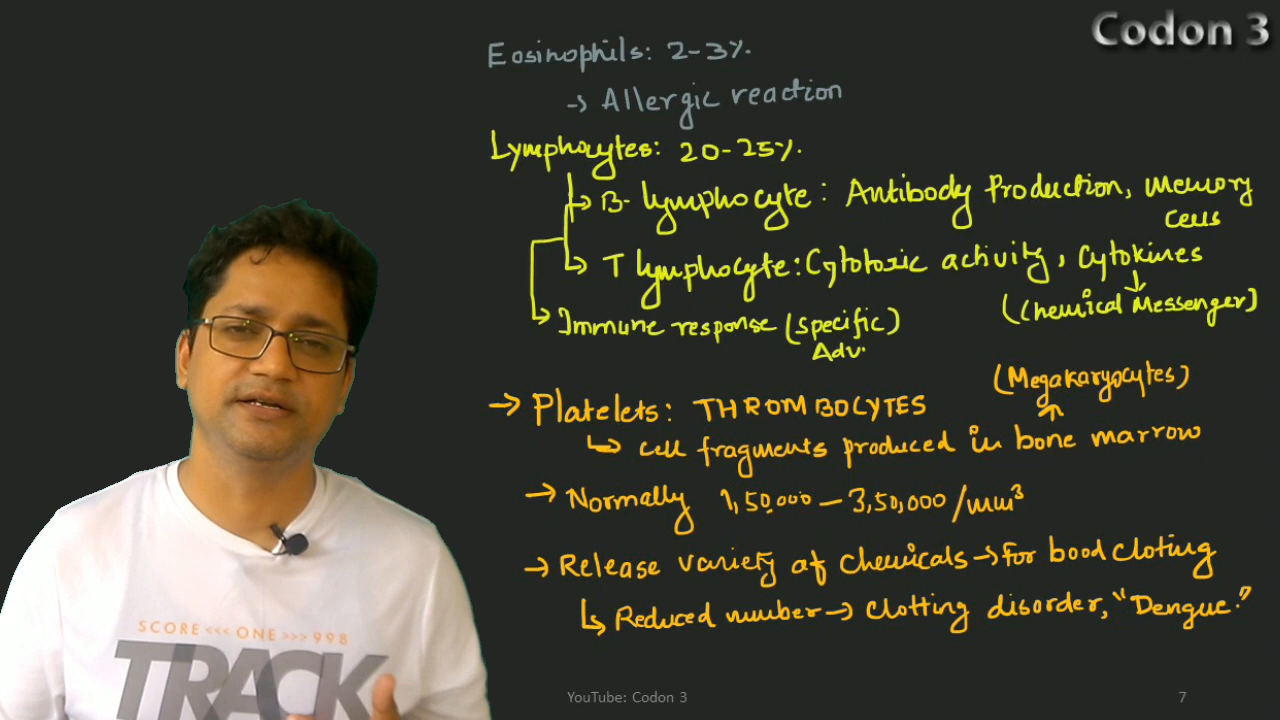 Codon 3
Eosinophils: 2-3%.
→ Allergic reaction
Lymphocytes: 20-25%.
→ B- lymphocyte: Antibody Production, Memory
cells
→ T lymphocyte: Cytotoxic activity, Cytokines
↓
(Chemical Messenger]
→ Immune response (specific)
Adv.
(Megakaryocytes)
↑
→ Platelets: THROMBOCYTES
↳ cell fragments produced in bone marrow
→ Normally 1,50,000 – 3,50,000 /mm³
→ Release variety of chemicals → for bood cloting
↳ Reduced number → clotting disorder, "Dengue."
SCORE <<< ONE >>> 998
TRACK
YouTube: Codon 3
7